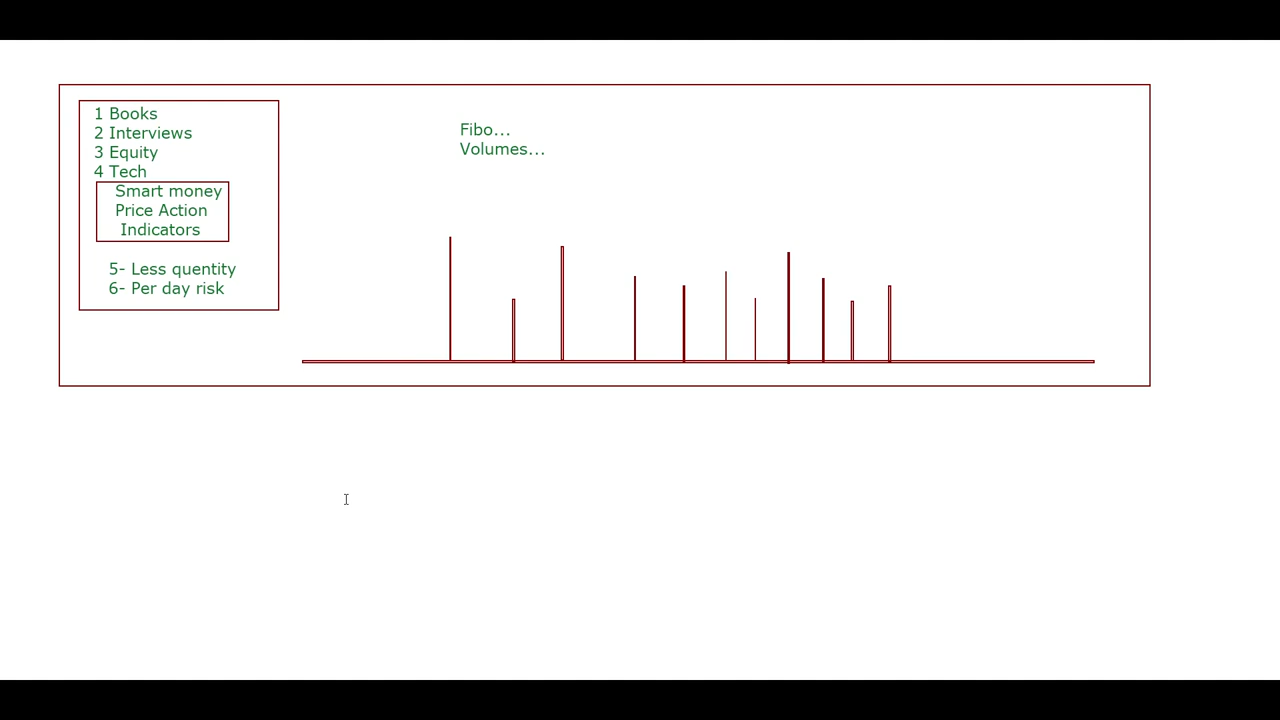 1 Books
2 Interviews
3 Equity
4 Tech
Smart money
Price Action
Indicators
5- Less quentity
6- Per day risk
Fibo...
Volumes...